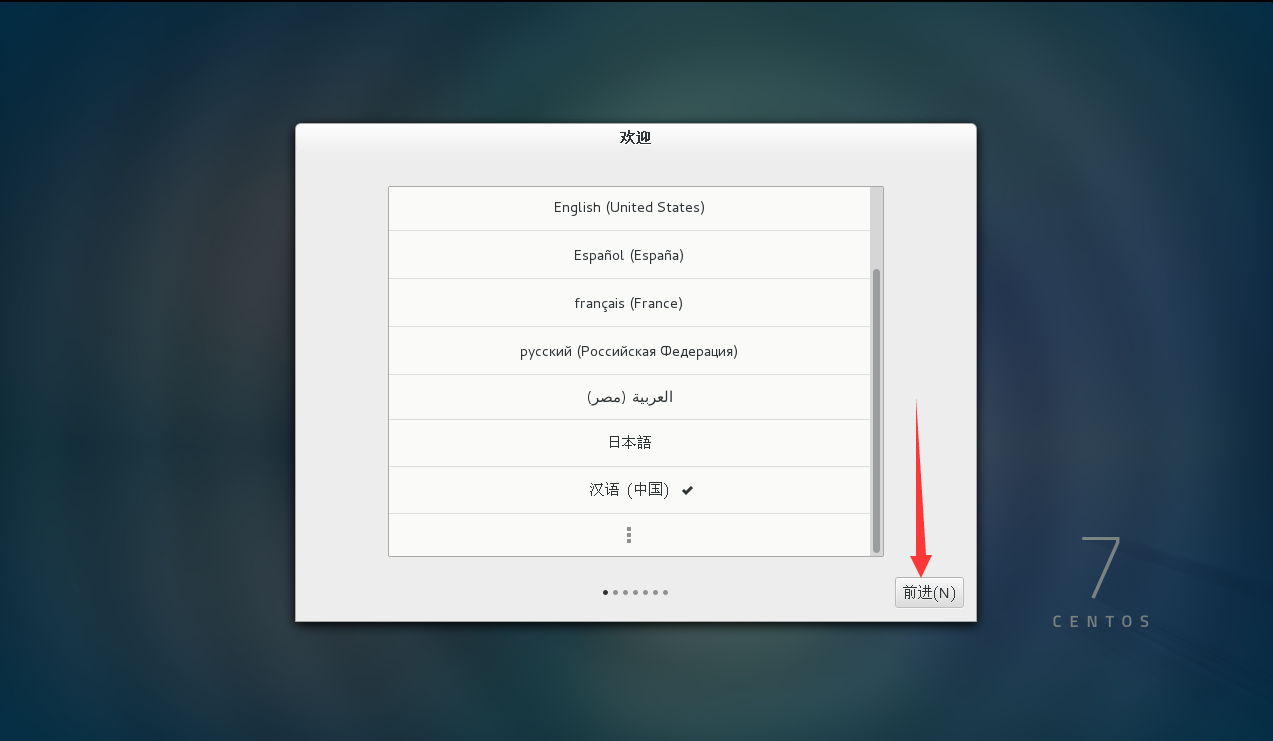 欢迎
English (United States)
Español (España)
français (France)
русский (Российская Федерация)
العربية (مصر)
日本語
汉语 (中国)
前进(N)
7
CENTOS